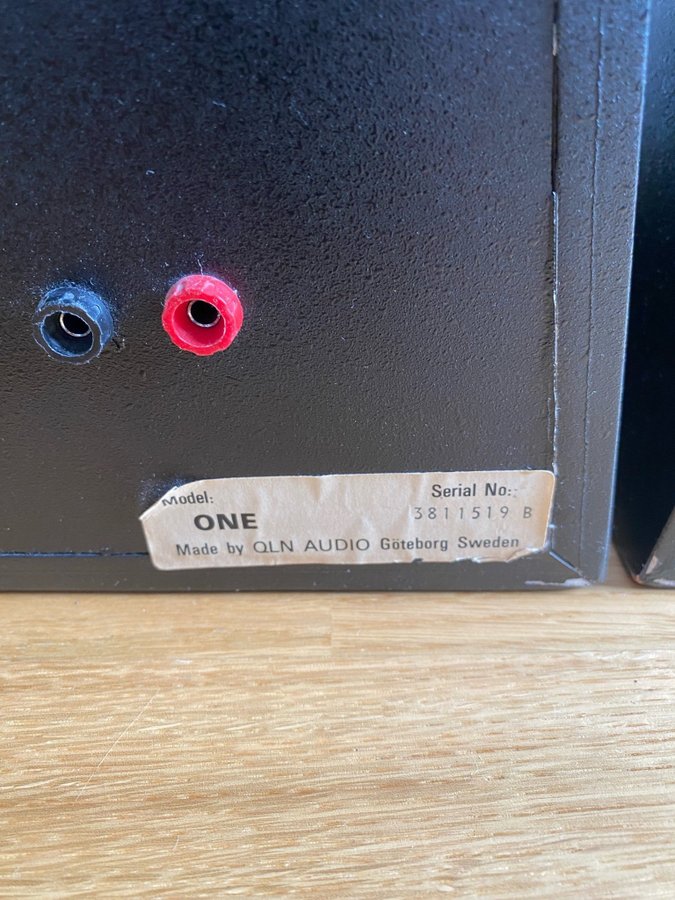 Model:
Serial No:
ONE
3811519 B
Made by QLN AUDIO Göteborg Sweden